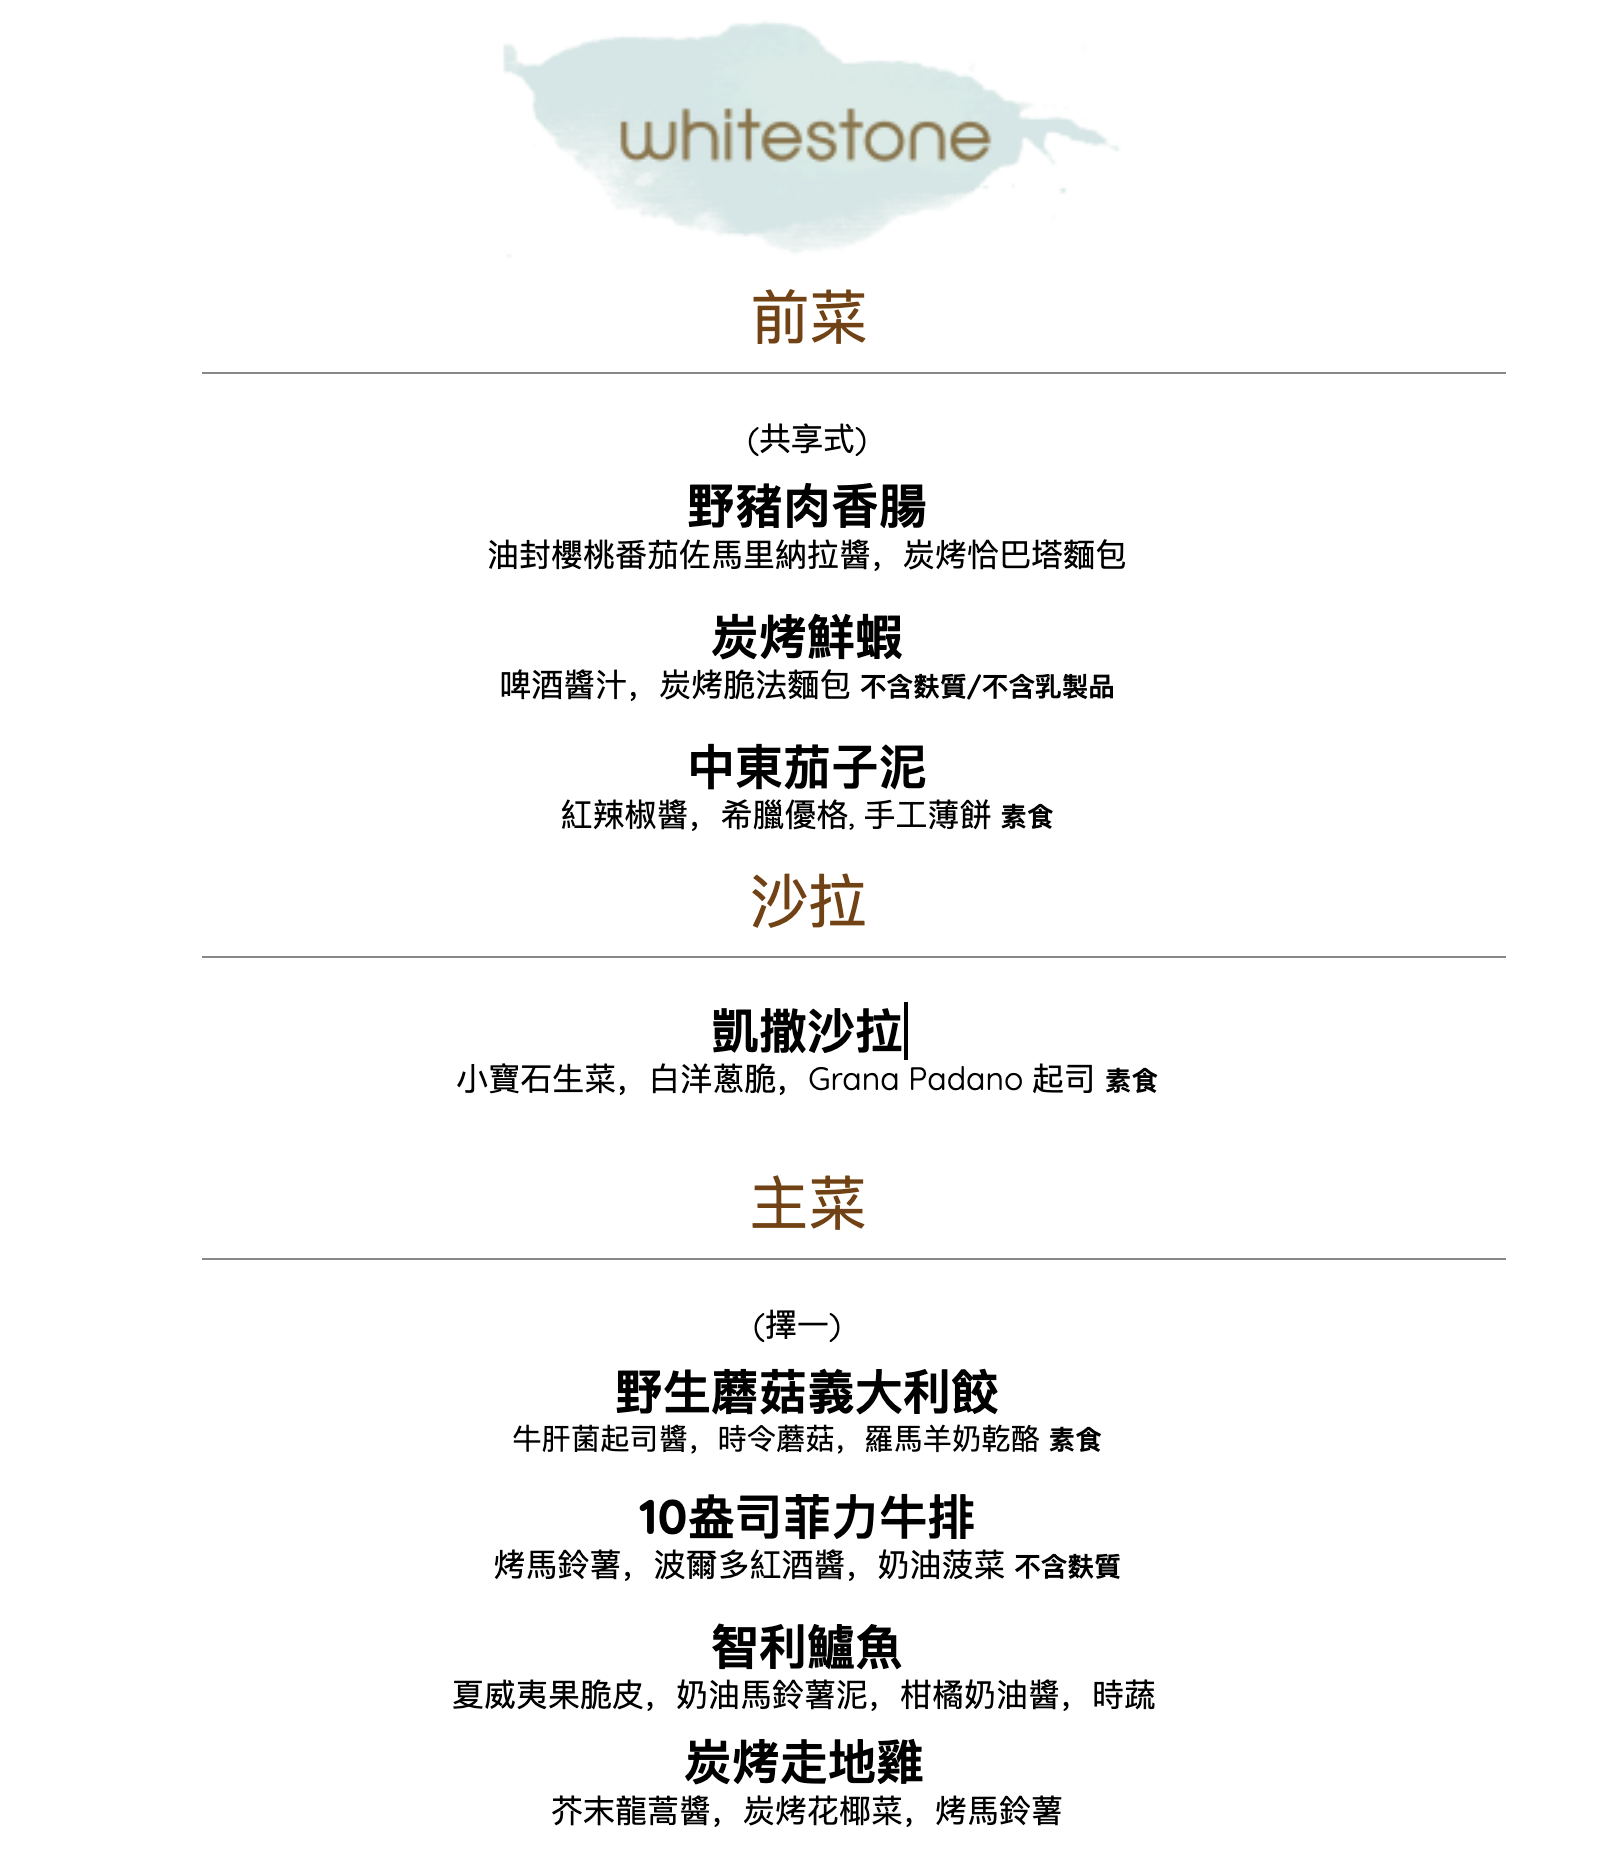 whitestone
前菜
(共享式)
野豬肉香腸
油封櫻桃番茄佐馬里納拉醬，炭烤恰巴塔麵包
炭烤鮮蝦
啤酒醬汁，炭烤脆法麵包 不含麩質/不含乳製品
中東茄子泥
紅辣椒醬，希臘優格, 手工薄餅 素食
沙拉
凱撒沙拉
小寶石生菜，白洋蔥脆，Grana Padano 起司 素食
主菜
(擇一)
野生蘑菇義大利餃
牛肝菌起司醬，時令蘑菇，羅馬羊奶乾酪 素食
10盎司菲力牛排
烤馬鈴薯，波爾多紅酒醬，奶油菠菜 不含麩質
智利鱸魚
夏威夷果脆皮，奶油馬鈴薯泥，柑橘奶油醬，時蔬
炭烤走地雞
芥末龍蒿醬，炭烤花椰菜，烤馬鈴薯